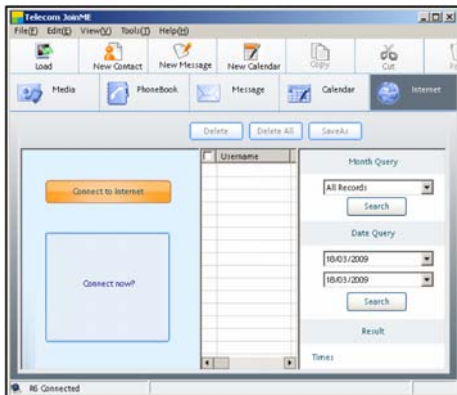 Telecom JoinME
File(F) Edit(E) View(V) Tools(T) Help(H)
Load New Contact New Message New Calendar Copy Cut
Media PhoneBook Message Calendar Internet
Delete Delete All SaveAs
Username
Month Query
Connect to Internet
All Records
Search
Date Query
18/03/2009
Connect now?
18/03/2009
Search
Result
Times
R6 Connected